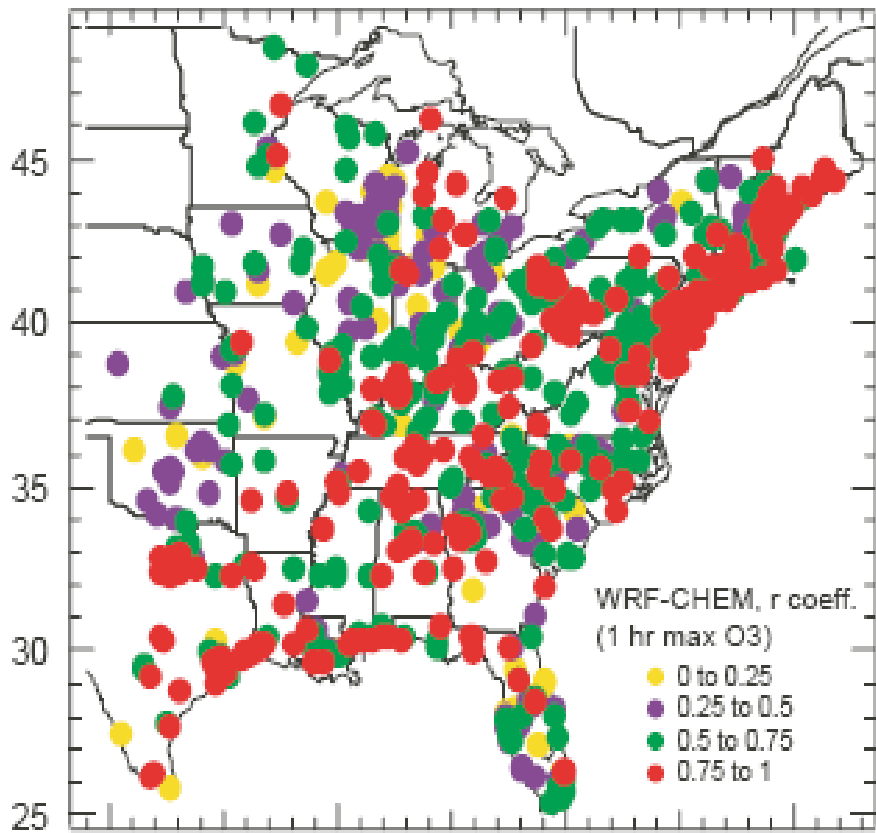 45
40
35
30
25
WRF-CHEM, r coeff.
(1 hr max O3)
0 to 0.25
0.25 to 0.5
0.5 to 0.75
0.75 to 1